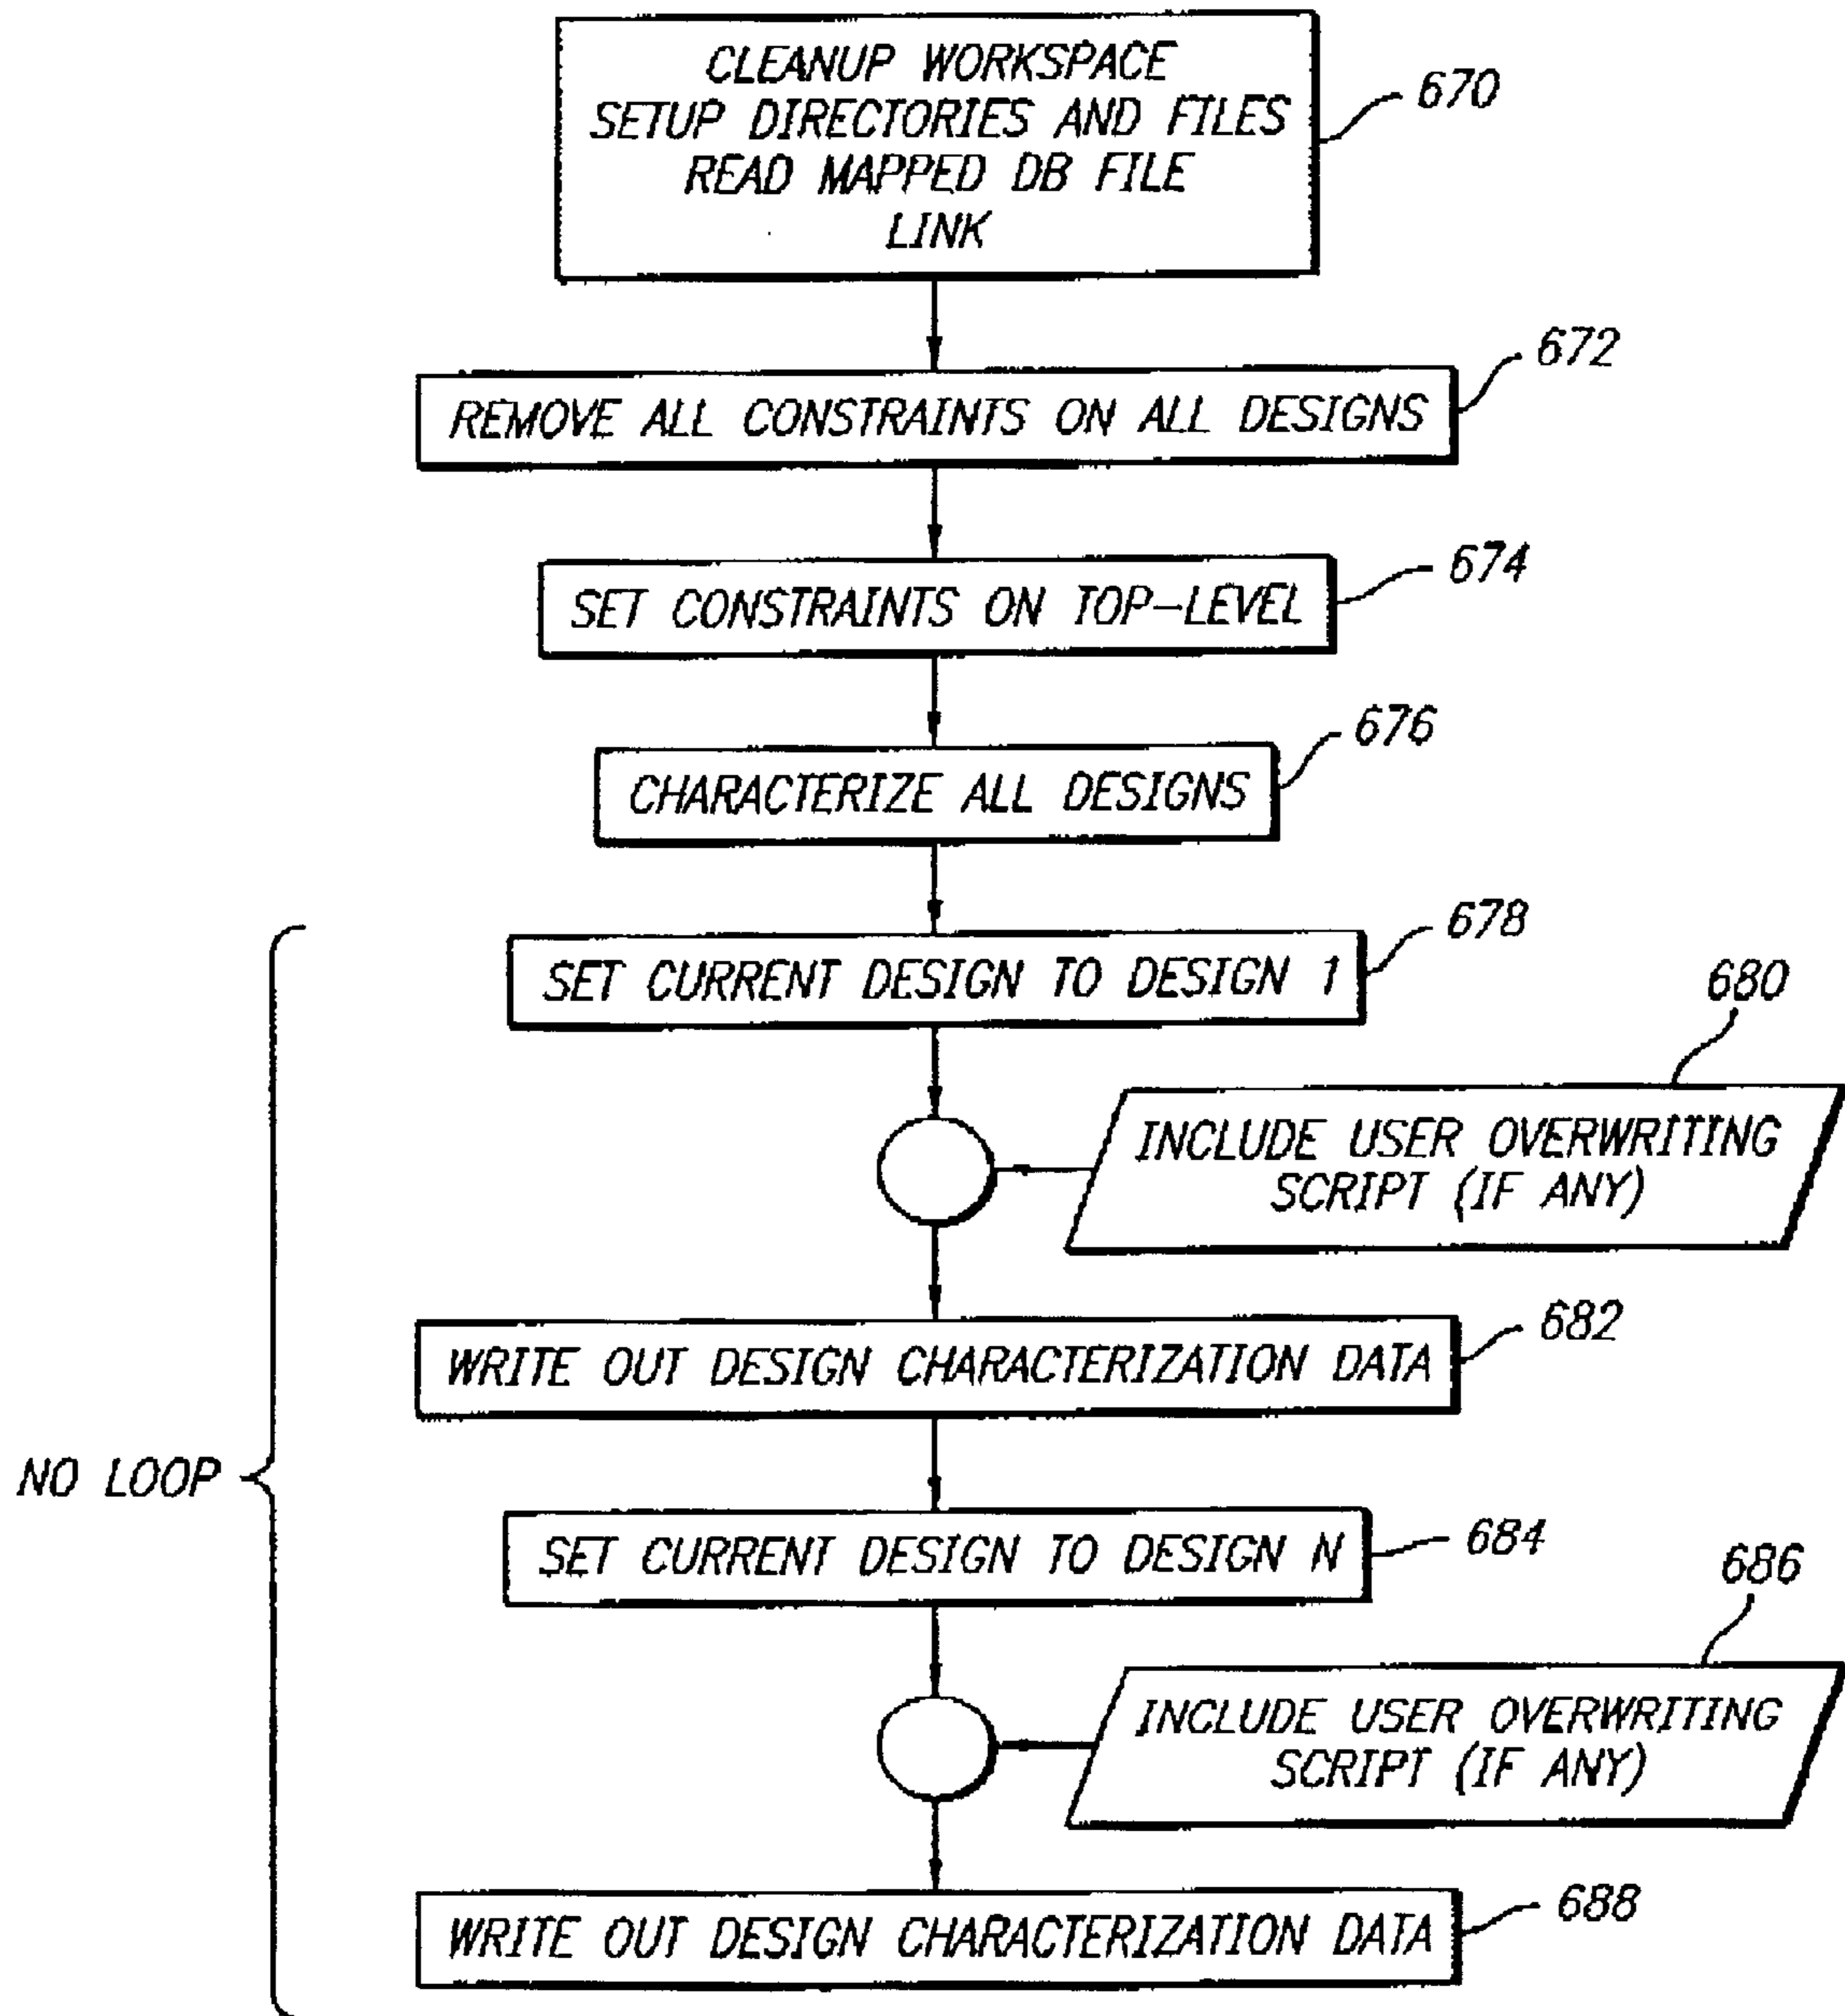 CLEANUP WORKSPACE
SETUP DIRECTORIES AND FILES
READ MAPPED DB FILE
LINK
670
REMOVE ALL CONSTRAINTS ON ALL DESIGNS
672
SET CONSTRAINTS ON TOP-LEVEL
674
CHARACTERIZE ALL DESIGNS
676
SET CURRENT DESIGN TO DESIGN 1
678
INCLUDE USER OVERWRITING
SCRIPT (IF ANY)
680
WRITE OUT DESIGN CHARACTERIZATION DATA
682
NO LOOP
SET CURRENT DESIGN TO DESIGN N
684
INCLUDE USER OVERWRITING
SCRIPT (IF ANY)
686
WRITE OUT DESIGN CHARACTERIZATION DATA
688